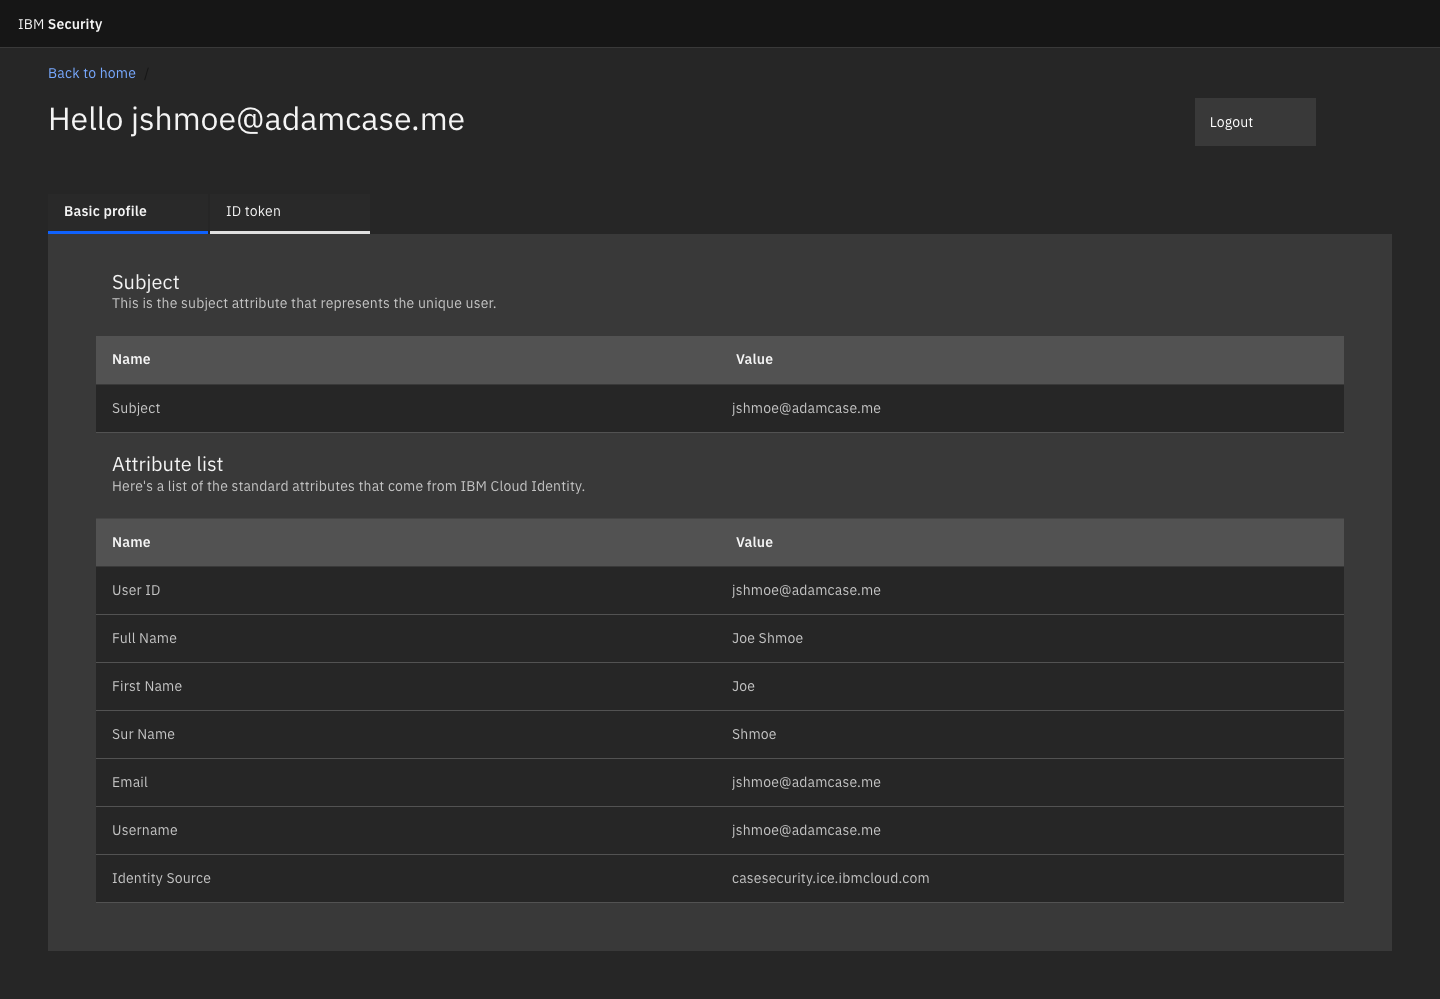 IBM Security
Back to home /
Hello jshmoe@adamcase.me
Logout
Basic profile
ID token
Subject
This is the subject attribute that represents the unique user.
Name Value
Subject jshmoe@adamcase.me
Attribute list
Here's a list of the standard attributes that come from IBM Cloud Identity.
Name Value
User ID jshmoe@adamcase.me
Full Name Joe Shmoe
First Name Joe
Sur Name Shmoe
Email jshmoe@adamcase.me
Username jshmoe@adamcase.me
Identity Source casesecurity.ice.ibmcloud.com